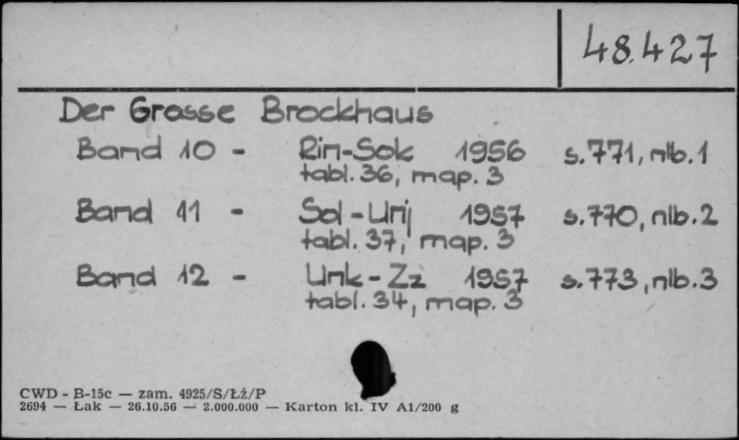 48.427
Der Grosse Brockhaus
Band 10 - Rin-Sok 1956 s.771, nlb.1
tabl. 36, map. 3
Band 11 - Sol-Unj 1957 s.770, nlb.2
tabl. 37, map. 3
Band 12 - Unk-Zz 1957 s.773, nlb.3
tabl. 34, map. 3
CWD - B-15c — zam. 4925/S/Łź/P
2694 — Łak — 26.10.56 — 2.000.000 — Karton kl. IV A1/200 g